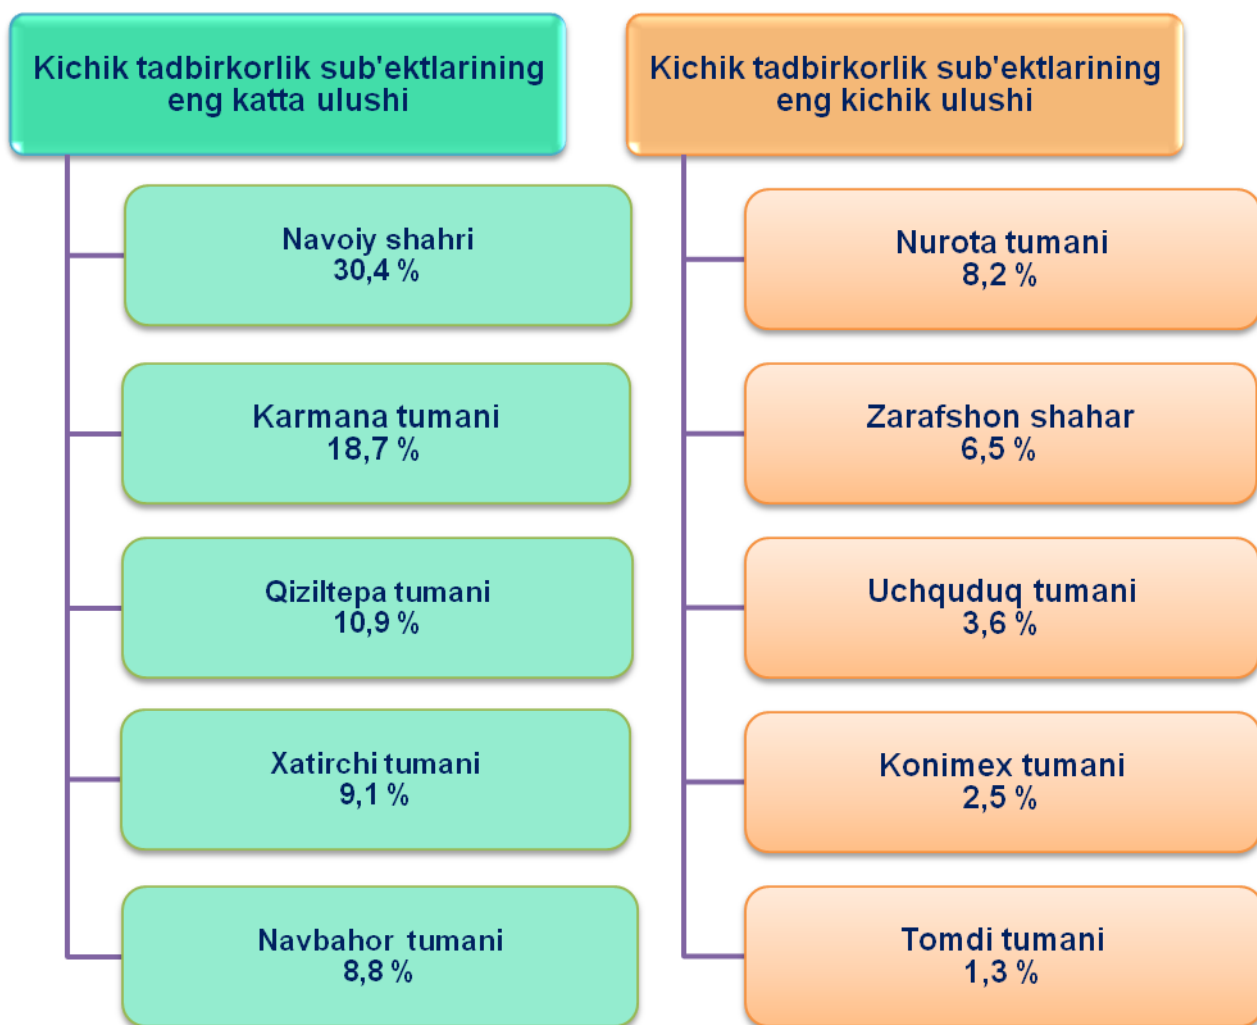 Kichik tadbirkorlik sub'ektlarining
eng katta ulushi
Navoiy shahri
30,4 %
Karmana tumani
18,7 %
Qiziltepa tumani
10,9 %
Xatirchi tumani
9,1 %
Navbahor tumani
8,8 %
Kichik tadbirkorlik sub'ektlarining
eng kichik ulushi
Nurota tumani
8,2 %
Zarafshon shahar
6,5 %
Uchquduq tumani
3,6 %
Konimex tumani
2,5 %
Tomdi tumani
1,3 %